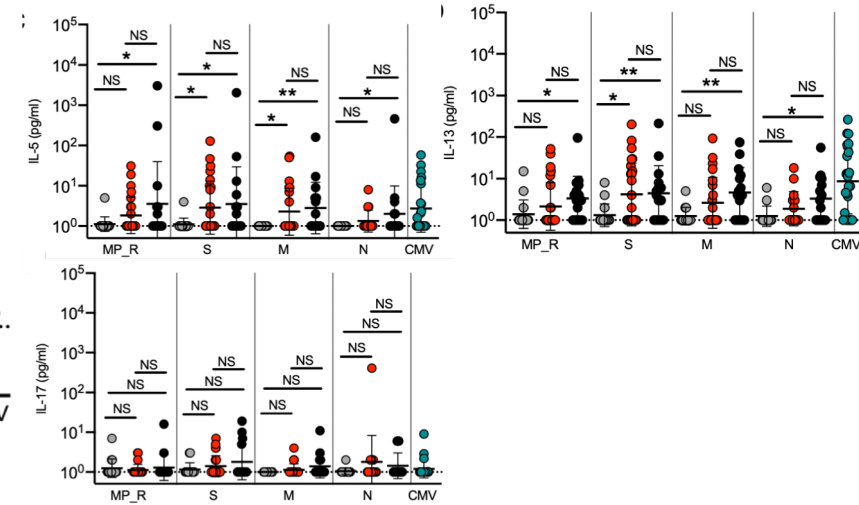 IL-5 (pg/ml)
10⁵
10⁴
10³
10²
10¹
10⁰
NS
*
NS
NS
*
*
NS
**
*
NS
*
NS
MP_R S M N CMV
IL-13 (pg/ml)
10⁵
10⁴
10³
10²
10¹
10⁰
NS
*
NS
NS
**
*
NS
**
NS
NS
*
NS
MP_R S M N CMV
IL-17 (pg/ml)
10⁵
10⁴
10³
10²
10¹
10⁰
NS
NS
NS
NS
NS
NS
NS
NS
NS
NS
NS
NS
MP_R S M N CMV